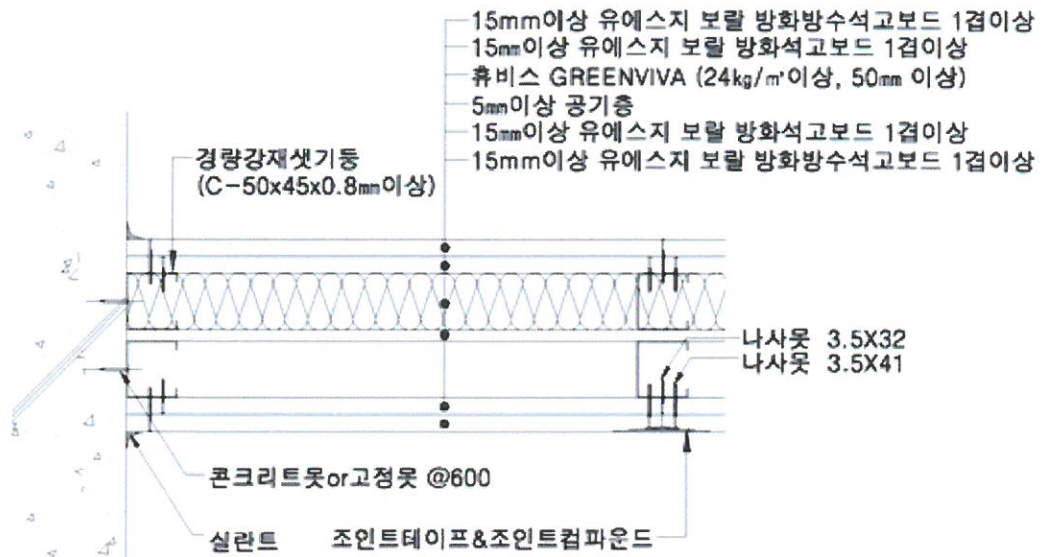 15mm이상 유에스지 보랄 방화방수석고보드 1겹이상
15㎜이상 유에스지 보랄 방화석고보드 1겹이상
휴비스 GREENVIVA (24kg/㎥이상, 50㎜ 이상)
5㎜이상 공기층
15㎜이상 유에스지 보랄 방화석고보드 1겹이상
15mm이상 유에스지 보랄 방화방수석고보드 1겹이상
경량강재샛기둥
(C-50x45x0.8㎜이상)
나사못 3.5X32
나사못 3.5X41
콘크리트못or고정못 @600
실란트
조인트테이프&조인트컴파운드